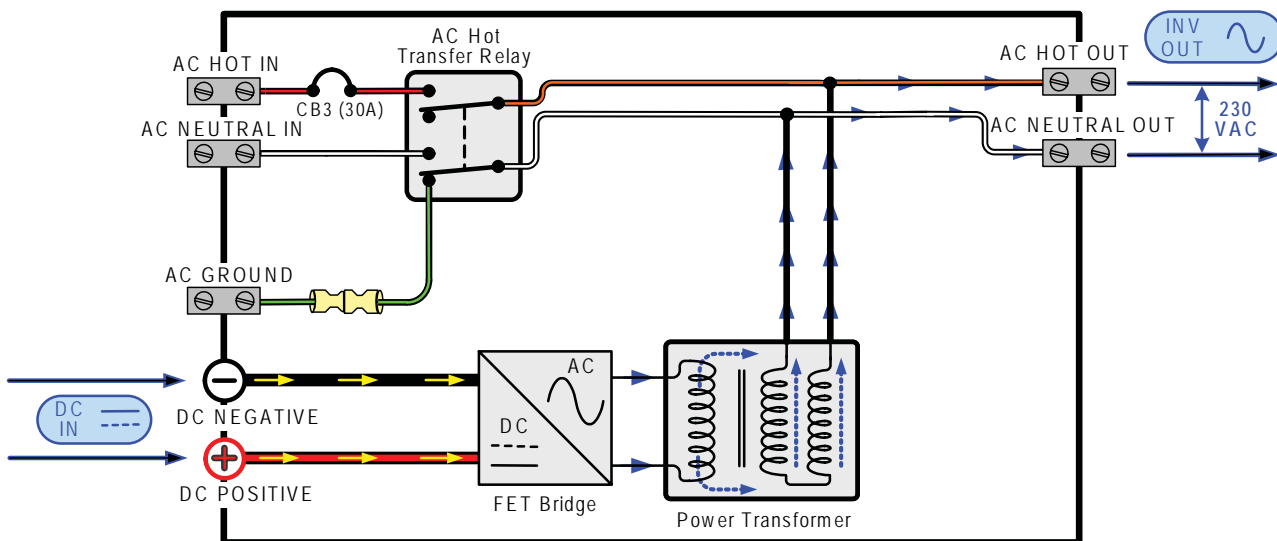 AC Hot
Transfer Relay
INV
OUT
AC HOT IN
AC HOT OUT
CB3 (30A)
230
VAC
AC NEUTRAL IN
AC NEUTRAL OUT
AC GROUND
DC
IN
DC NEGATIVE
DC POSITIVE
AC
DC
FET Bridge
Power Transformer